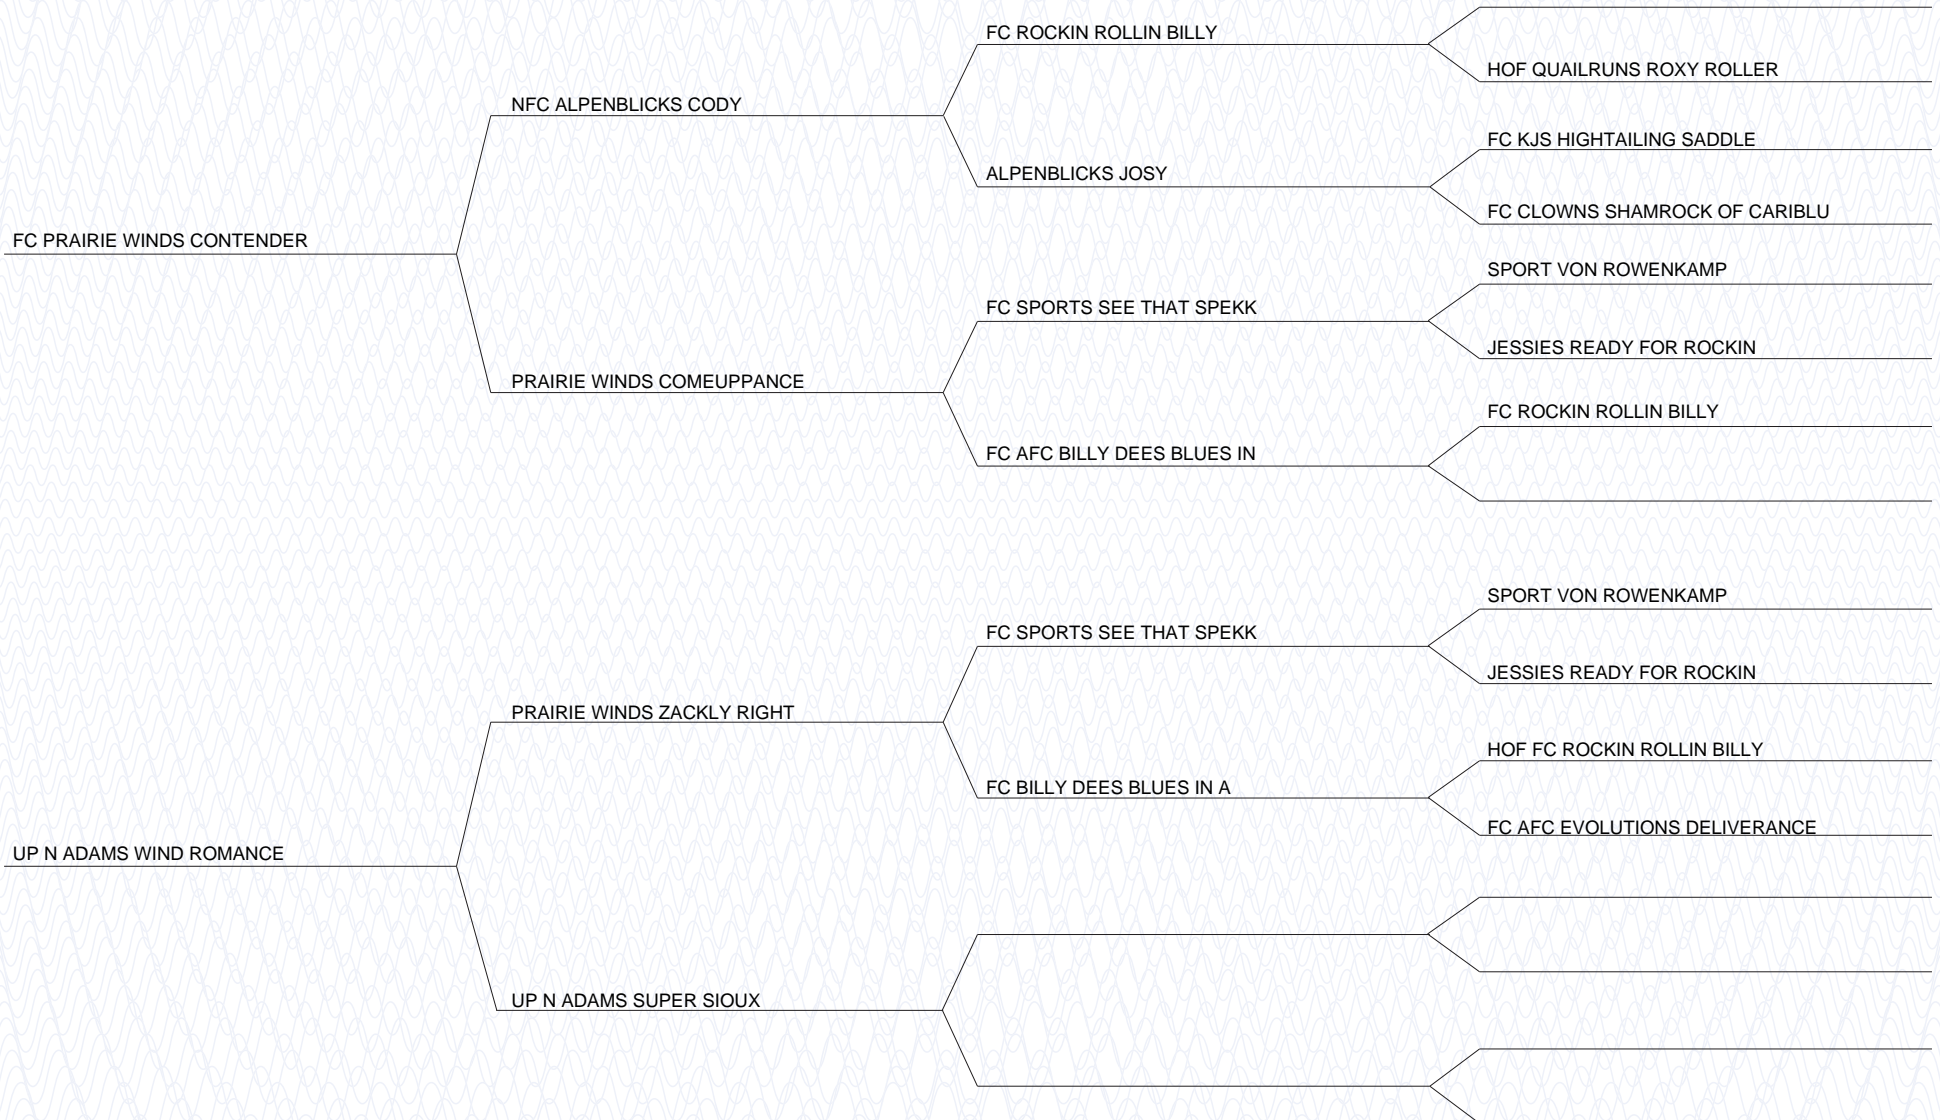 FC ROCKIN ROLLIN BILLY
HOF QUAILRUNS ROXY ROLLER
NFC ALPENBLICKS CODY
FC KJS HIGHTAILING SADDLE
ALPENBLICKS JOSY
FC CLOWNS SHAMROCK OF CARIBLU
FC PRAIRIE WINDS CONTENDER
SPORT VON ROWENKAMP
FC SPORTS SEE THAT SPEKK
JESSIES READY FOR ROCKIN
PRAIRIE WINDS COMEUPPANCE
FC ROCKIN ROLLIN BILLY
FC AFC BILLY DEES BLUES IN
SPORT VON ROWENKAMP
FC SPORTS SEE THAT SPEKK
JESSIES READY FOR ROCKIN
PRAIRIE WINDS ZACKLY RIGHT
HOF FC ROCKIN ROLLIN BILLY
FC BILLY DEES BLUES IN A
FC AFC EVOLUTIONS DELIVERANCE
UP N ADAMS WIND ROMANCE
UP N ADAMS SUPER SIOUX